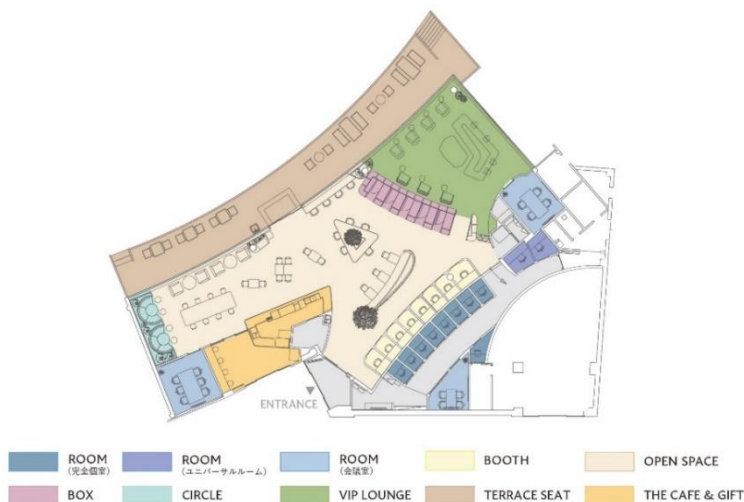 ENTRANCE
ROOM
(完全個室)
ROOM
(ユニバーサルルーム)
ROOM
(会議室)
BOOTH
OPEN SPACE
BOX
CIRCLE
VIP LOUNGE
TERRACE SEAT
THE CAFE & GIFT